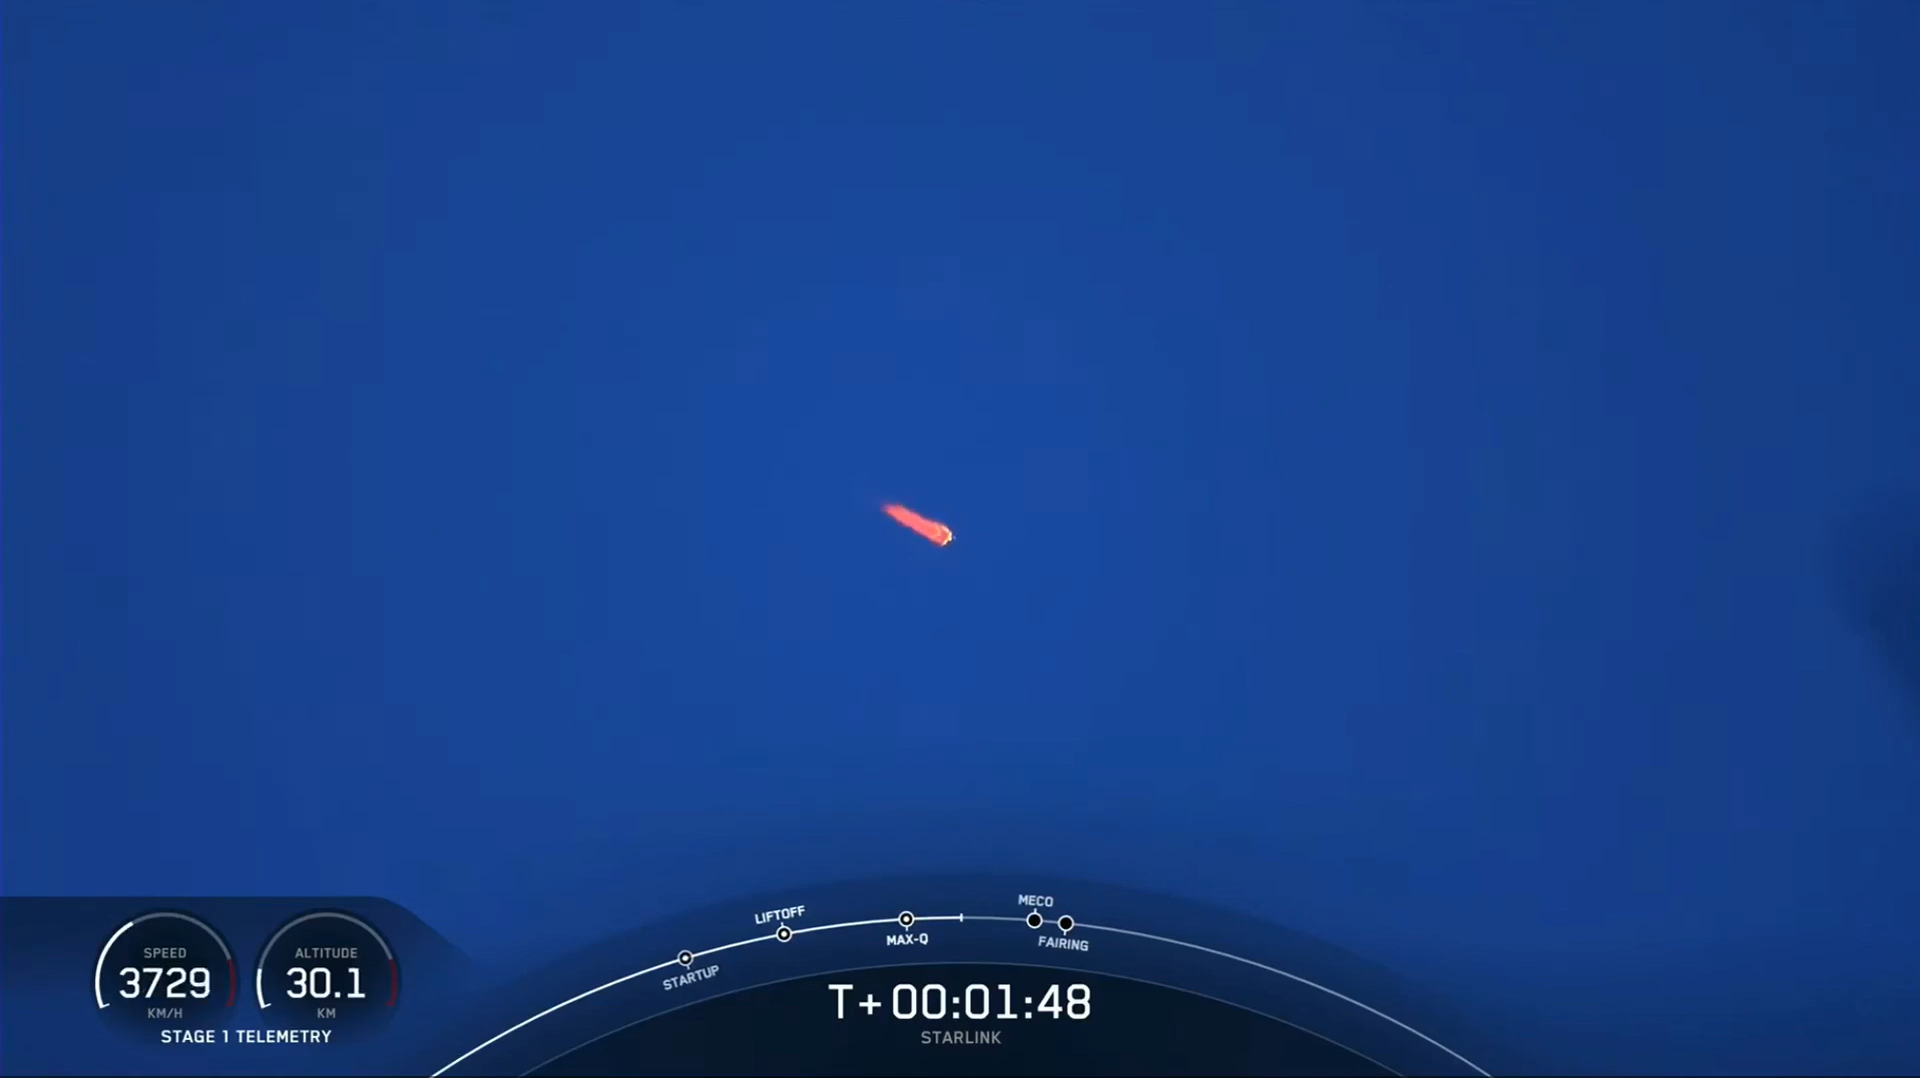 LIFTOFF
MECO
MAX-Q
FAIRING
STARTUP
SPEED
3729
KM/H
ALTITUDE
30.1
KM
STAGE 1 TELEMETRY
T+00:01:48
STARLINK